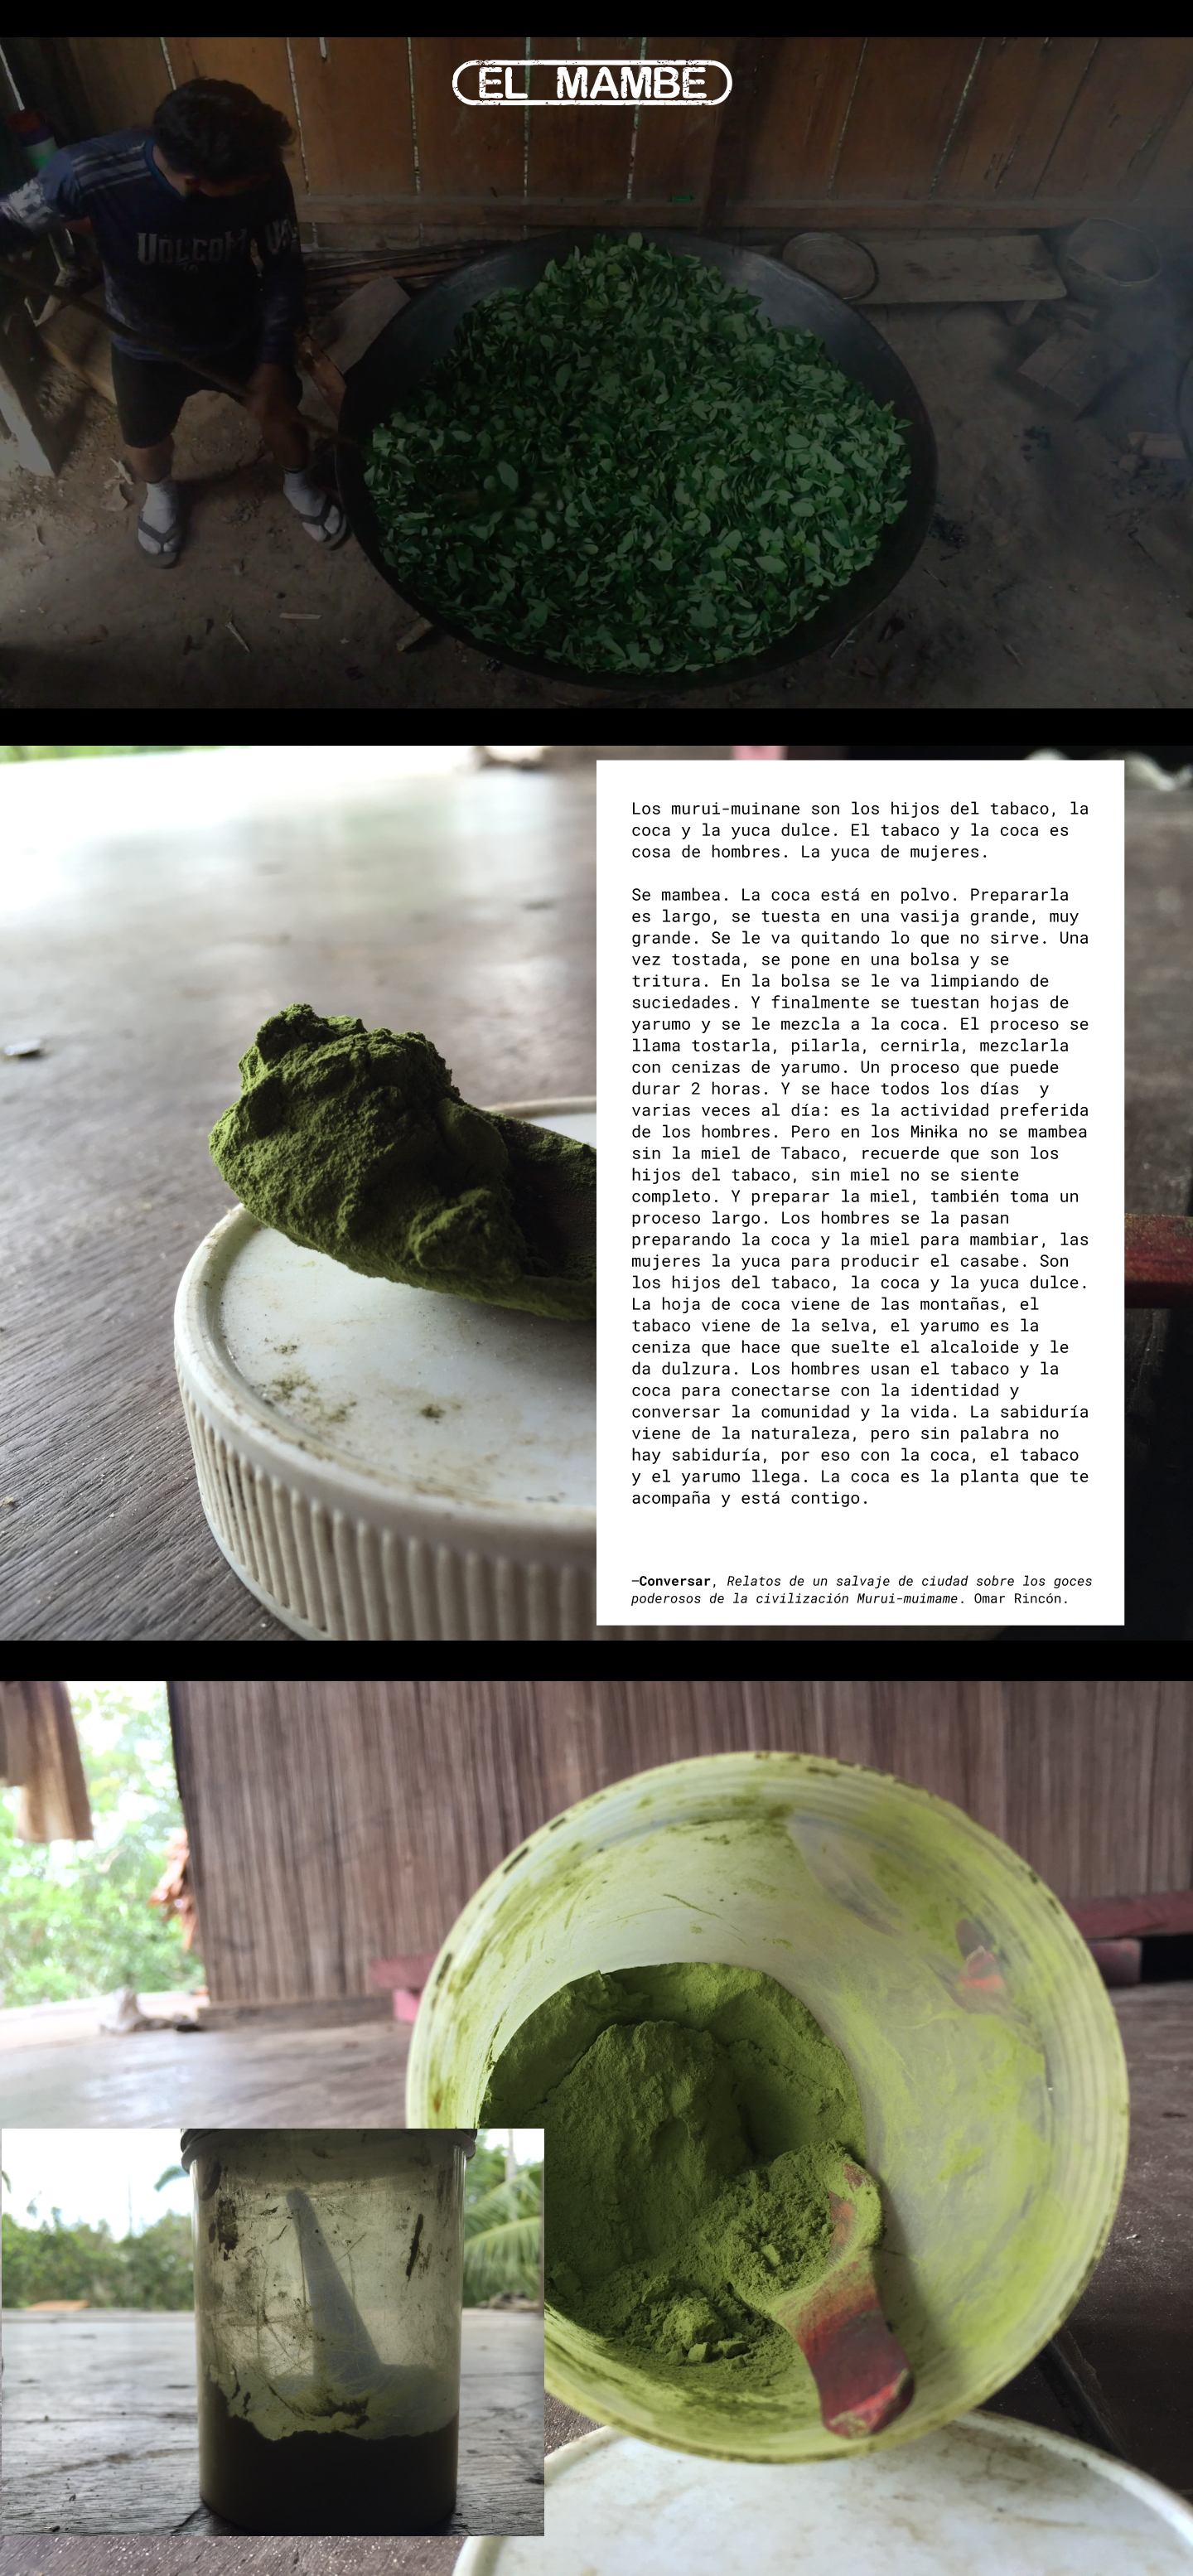 EL MAMBE
VOLCOM
Los murui-muinane son los hijos del tabaco, la
coca y la yuca dulce. El tabaco y la coca es
cosa de hombres. La yuca de mujeres.
Se mambea. La coca está en polvo. Prepararla
es largo, se tuesta en una vasija grande, muy
grande. Se le va quitando lo que no sirve. Una
vez tostada, se pone en una bolsa y se
tritura. En la bolsa se le va limpiando de
suciedades. Y finalmente se tuestan hojas de
yarumo y se le mezcla a la coca. El proceso se
llama tostarla, pilarla, cernirla, mezclarla
con cenizas de yarumo. Un proceso que puede
durar 2 horas. Y se hace todos los días y
varias veces al día: es la actividad preferida
de los hombres. Pero en los Mɨnɨka no se mambea
sin la miel de Tabaco, recuerde que son los
hijos del tabaco, sin miel no se siente
completo. Y preparar la miel, también toma un
proceso largo. Los hombres se la pasan
preparando la coca y la miel para mambiar, las
mujeres la yuca para producir el casabe. Son
los hijos del tabaco, la coca y la yuca dulce.
La hoja de coca viene de las montañas, el
tabaco viene de la selva, el yarumo es la
ceniza que hace que suelte el alcaloide y le
da dulzura. Los hombres usan el tabaco y la
coca para conectarse con la identidad y
conversar la comunidad y la vida. La sabiduría
viene de la naturaleza, pero sin palabra no
hay sabiduría, por eso con la coca, el tabaco
y el yarumo llega. La coca es la planta que te
acompaña y está contigo.
—Conversar, Relatos de un salvaje de ciudad sobre los goces
poderosos de la civilización Murui-muimame. Omar Rincón.